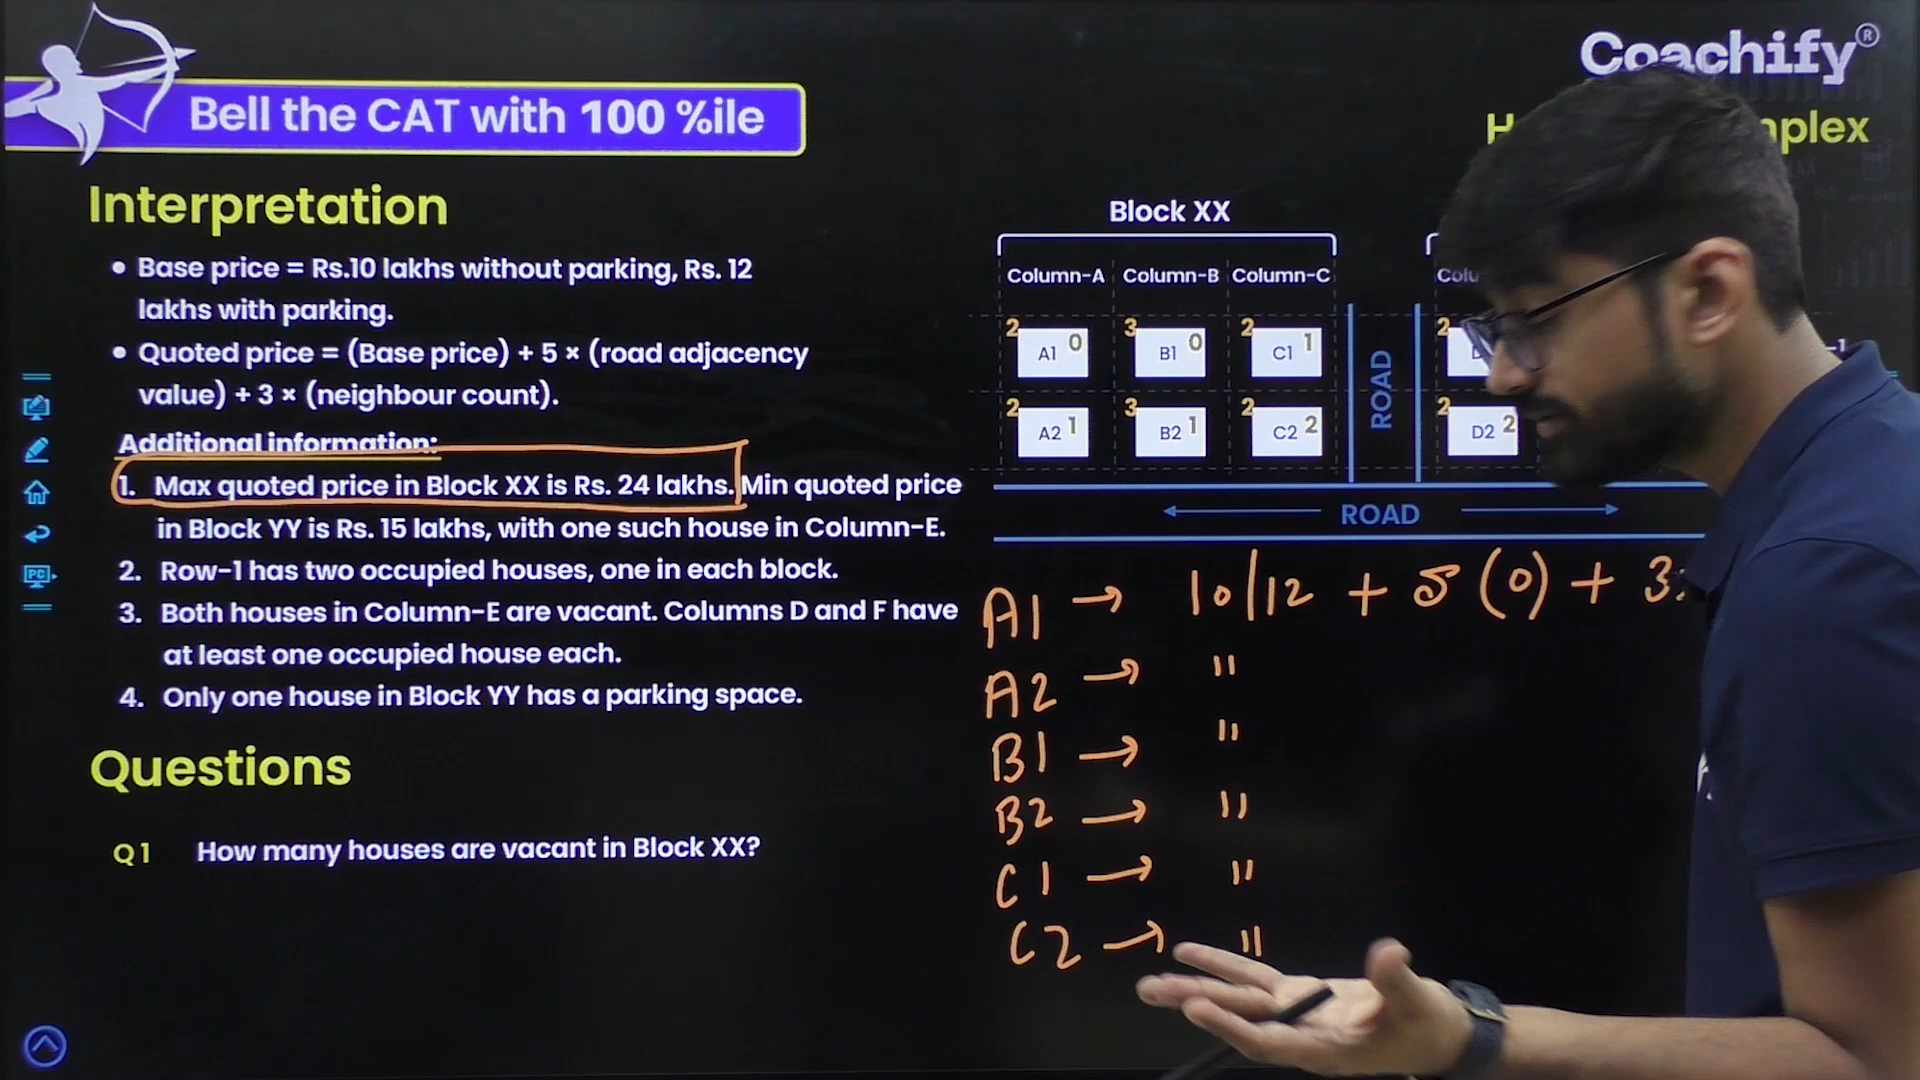 Coachify®
Bell the CAT with 100 %ile
Interpretation
• Base price = Rs.10 lakhs without parking, Rs. 12
lakhs with parking.
• Quoted price = (Base price) + 5 × (road adjacency
value) + 3 × (neighbour count).
Additional information:
1. Max quoted price in Block XX is Rs. 24 lakhs. Min quoted price
in Block YY is Rs. 15 lakhs, with one such house in Column-E.
2. Row-1 has two occupied houses, one in each block.
3. Both houses in Column-E are vacant. Columns D and F have
at least one occupied house each.
4. Only one house in Block YY has a parking space.
Questions
Q1 How many houses are vacant in Block XX?
PC
Block XX
Column-A Column-B Column-C
2 A1 0 3 B1 0 2 C1 1 2
2 A2 1 3 B2 1 2 C2 2 2 D2 2
ROAD
ROAD
A1 → 10/12 + 5 (0) + 3
A2 → "
B1 → "
B2 → "
C1 → "
C2 → "